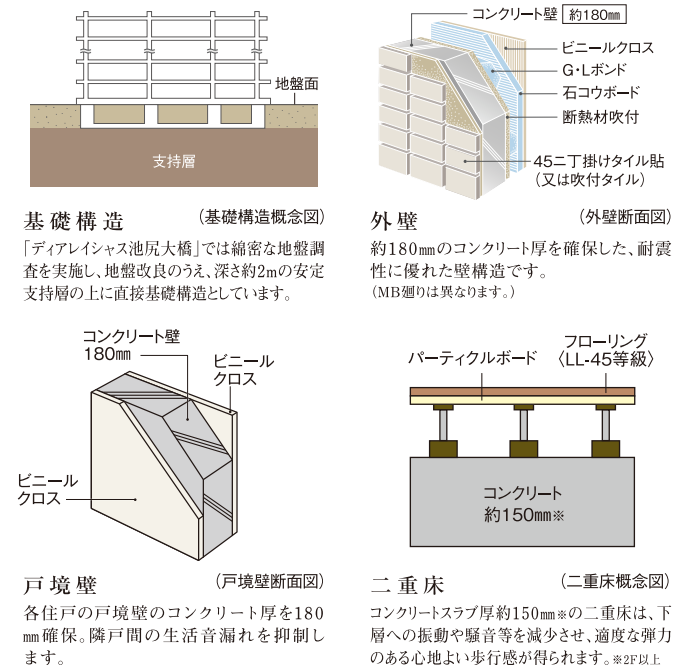 地盤面
支持層
基礎構造 (基礎構造概念図)
「ディアレイシャス池尻大橋」では綿密な地盤調
査を実施し、地盤改良のうえ、深さ約2mの安定
支持層の上に直接基礎構造としています。
コンクリート壁 約180㎜
ビニールクロス
G・Lボンド
石コウボード
断熱材吹付
45二丁掛けタイル貼
(又は吹付タイル)
外壁 (外壁断面図)
約180㎜のコンクリート厚を確保した、耐震
性に優れた壁構造です。
(MB廻りは異なります。)
コンクリート壁
180㎜
ビニール
クロス
ビニール
クロス
戸境壁 (戸境壁断面図)
各住戸の戸境壁のコンクリート厚を180
㎜確保。隣戸間の生活音漏れを抑制し
ます。
フローリング
パーティクルボード 〈LL-45等級〉
コンクリート
約150㎜※
二重床 (二重床概念図)
コンクリートスラブ厚約150㎜※の二重床は、下
層への振動や騒音等を減少させ、適度な弾力
のある心地よい歩行感が得られます。※2F以上